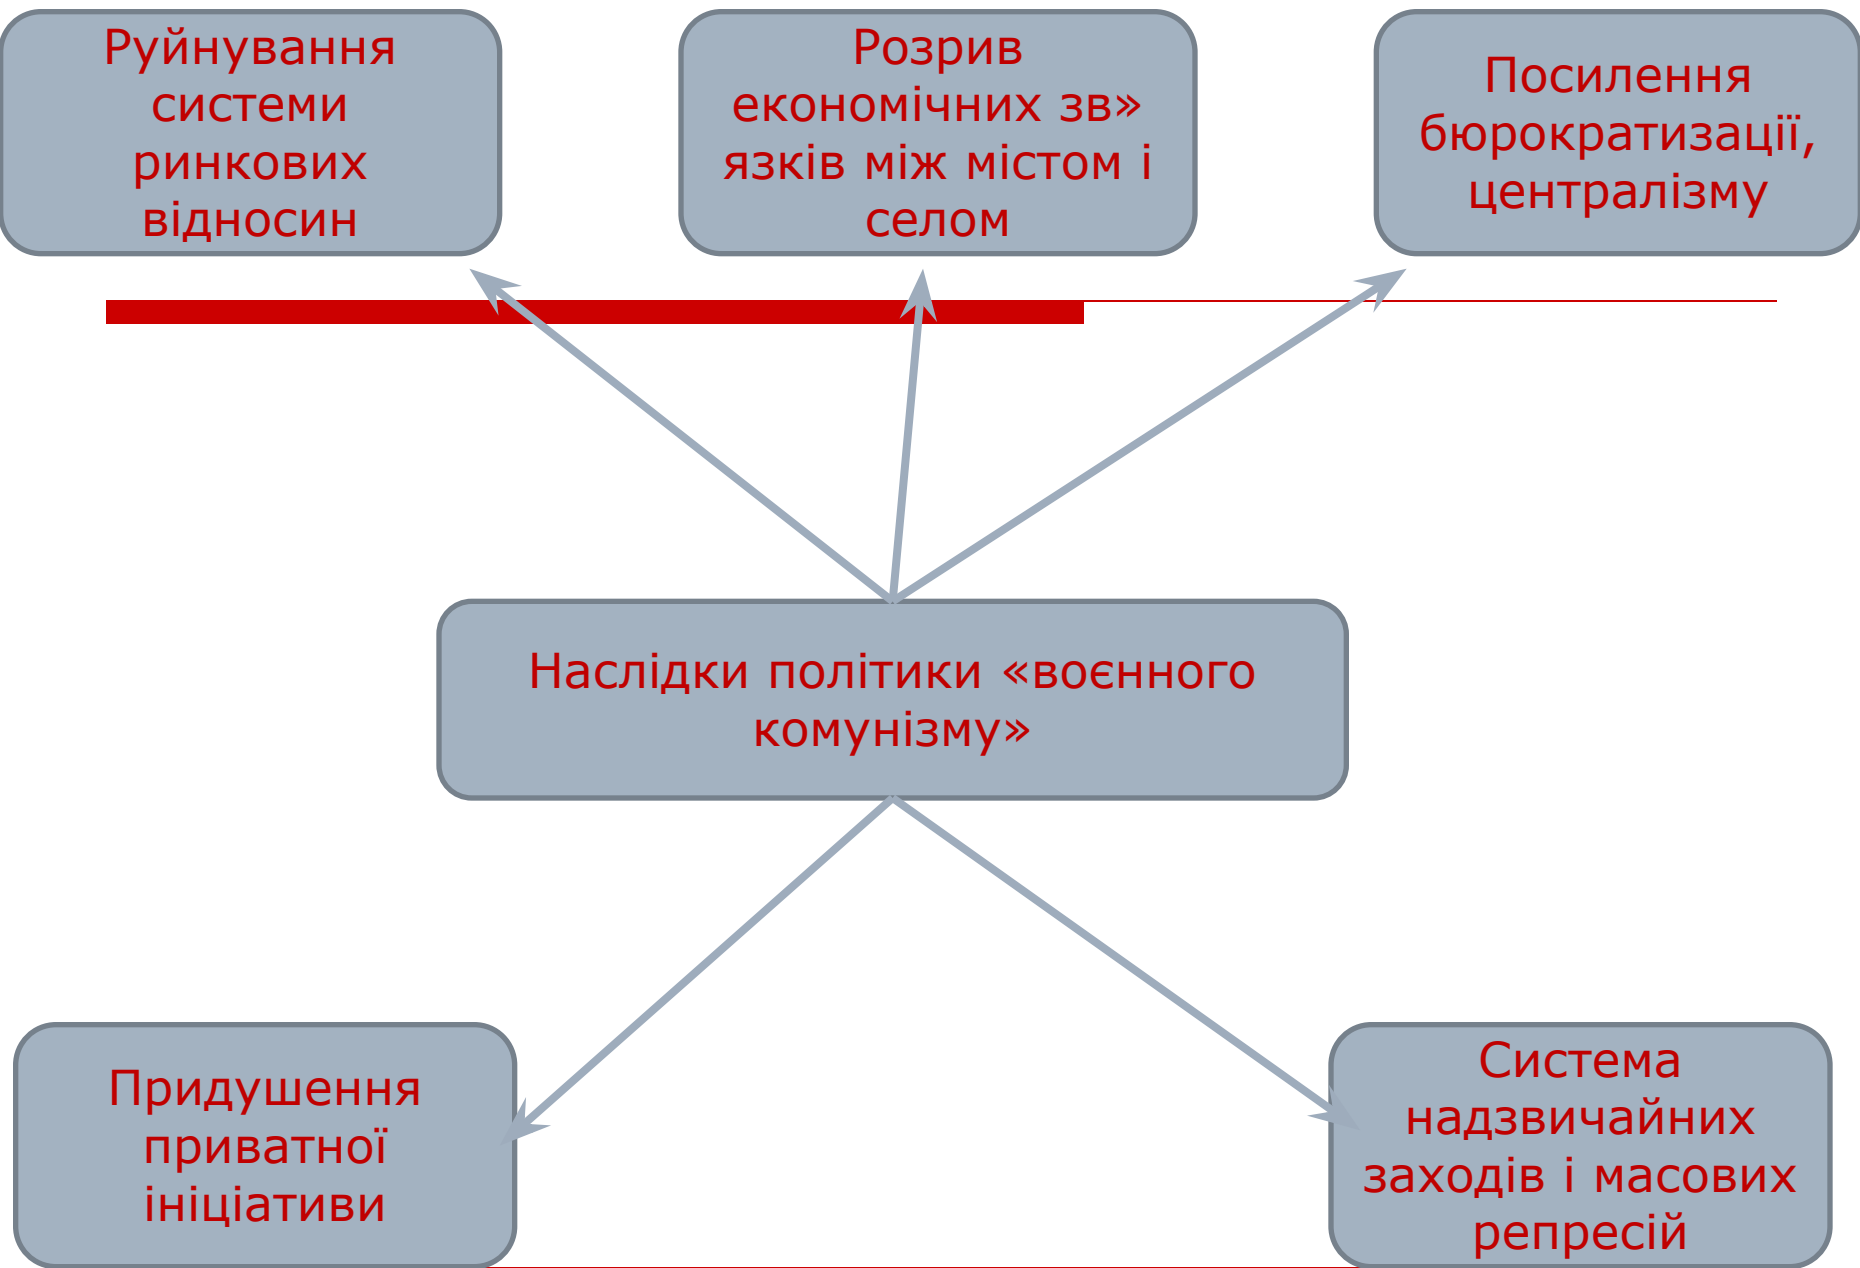 Руйнування
системи
ринкових
відносин
Розрив
економічних зв»
язків між містом і
селом
Посилення
бюрократизації,
централізму
Наслідки політики «воєнного
комунізму»
Придушення
приватної
ініціативи
Система
надзвичайних
заходів і масових
репресій